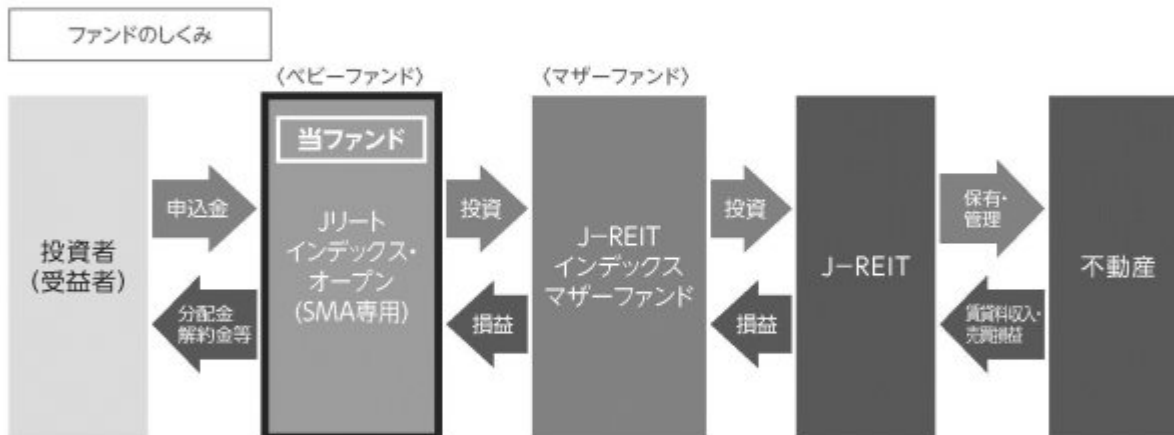 ファンドのしくみ
〈ベビーファンド〉
〈マザーファンド〉
投資者
(受益者)
申込金
分配金
解約金等
当ファンド
Jリート
インデックス・
オープン
(SMA専用)
投資
損益
J-REIT
インデックス
マザーファンド
投資
損益
J-REIT
保有・
管理
賃貸料収入・
売買損益
不動産